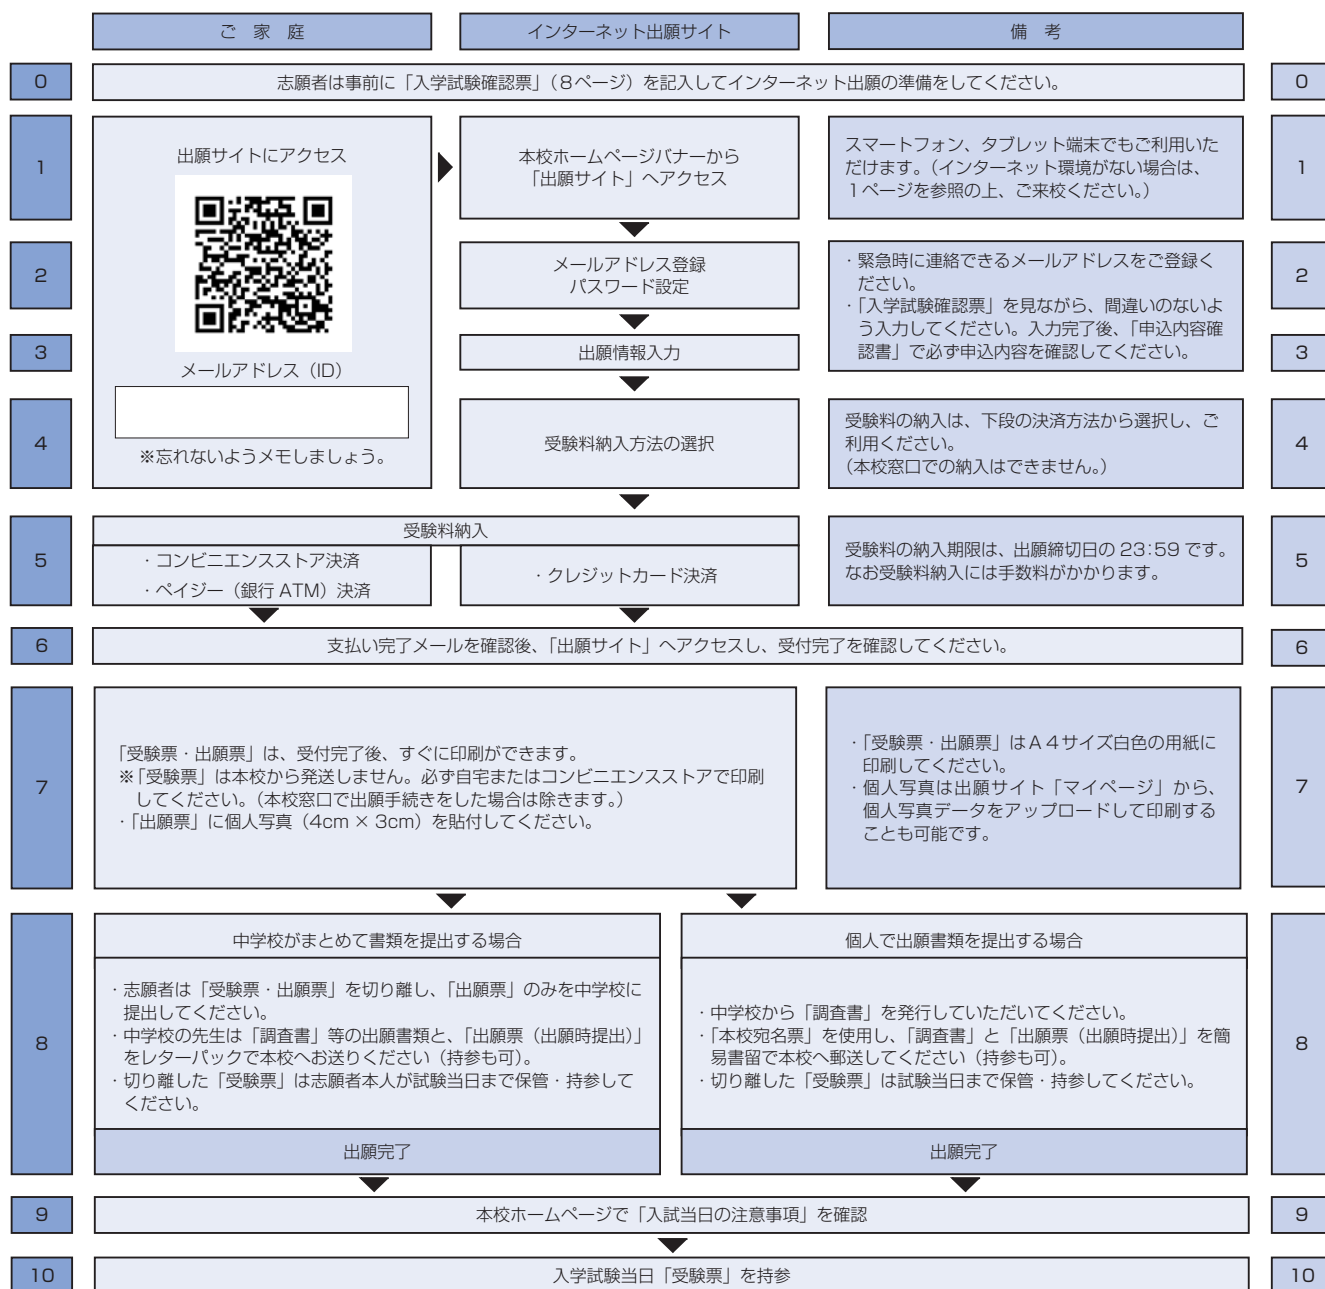 ご 家 庭
インターネット出願サイト
備 考
0
志願者は事前に「入学試験確認票」（8ページ）を記入してインターネット出願の準備をしてください。
0
1
出願サイトにアクセス
メールアドレス（ID）
※忘れないようメモしましょう。
本校ホームページバナーから
「出願サイト」へアクセス
スマートフォン、タブレット端末でもご利用いた
だけます。（インターネット環境がない場合は、
１ページを参照の上、ご来校ください。）
1
2
メールアドレス登録
パスワード設定
・緊急時に連絡できるメールアドレスをご登録く
ださい。
・「入学試験確認票」を見ながら、間違いのないよ
う入力してください。入力完了後、「申込内容確
認書」で必ず申込内容を確認してください。
2
3
出願情報入力
3
4
受験料納入方法の選択
受験料の納入は、下段の決済方法から選択し、ご
利用ください。
（本校窓口での納入はできません。）
4
5
受験料納入
・コンビニエンスストア決済
・ペイジー（銀行 ATM）決済
・クレジットカード決済
受験料の納入期限は、出願締切日の 23:59 です。
なお受験料納入には手数料がかかります。
5
6
支払い完了メールを確認後、「出願サイト」へアクセスし、受付完了を確認してください。
6
7
「受験票・出願票」は、受付完了後、すぐに印刷ができます。
※「受験票」は本校から発送しません。必ず自宅またはコンビニエンスストアで印刷
してください。（本校窓口で出願手続きをした場合は除きます。）
・「出願票」に個人写真（4cm × 3cm）を貼付してください。
・「受験票・出願票」はＡ４サイズ白色の用紙に
印刷してください。
・個人写真は出願サイト「マイページ」から、
個人写真データをアップロードして印刷する
ことも可能です。
7
8
中学校がまとめて書類を提出する場合
・志願者は「受験票・出願票」を切り離し、「出願票」のみを中学校に
提出してください。
・中学校の先生は「調査書」等の出願書類と、「出願票（出願時提出）」
をレターパックで本校へお送りください（持参も可）。
・切り離した「受験票」は志願者本人が試験当日まで保管・持参して
ください。
出願完了
個人で出願書類を提出する場合
・中学校から「調査書」を発行していただいてください。
・「本校宛名票」を使用し、「調査書」と「出願票（出願時提出）」を簡
易書留で本校へ郵送してください（持参も可）。
・切り離した「受験票」は試験当日まで保管・持参してください。
出願完了
8
9
本校ホームページで「入試当日の注意事項」を確認
9
10
入学試験当日「受験票」を持参
10